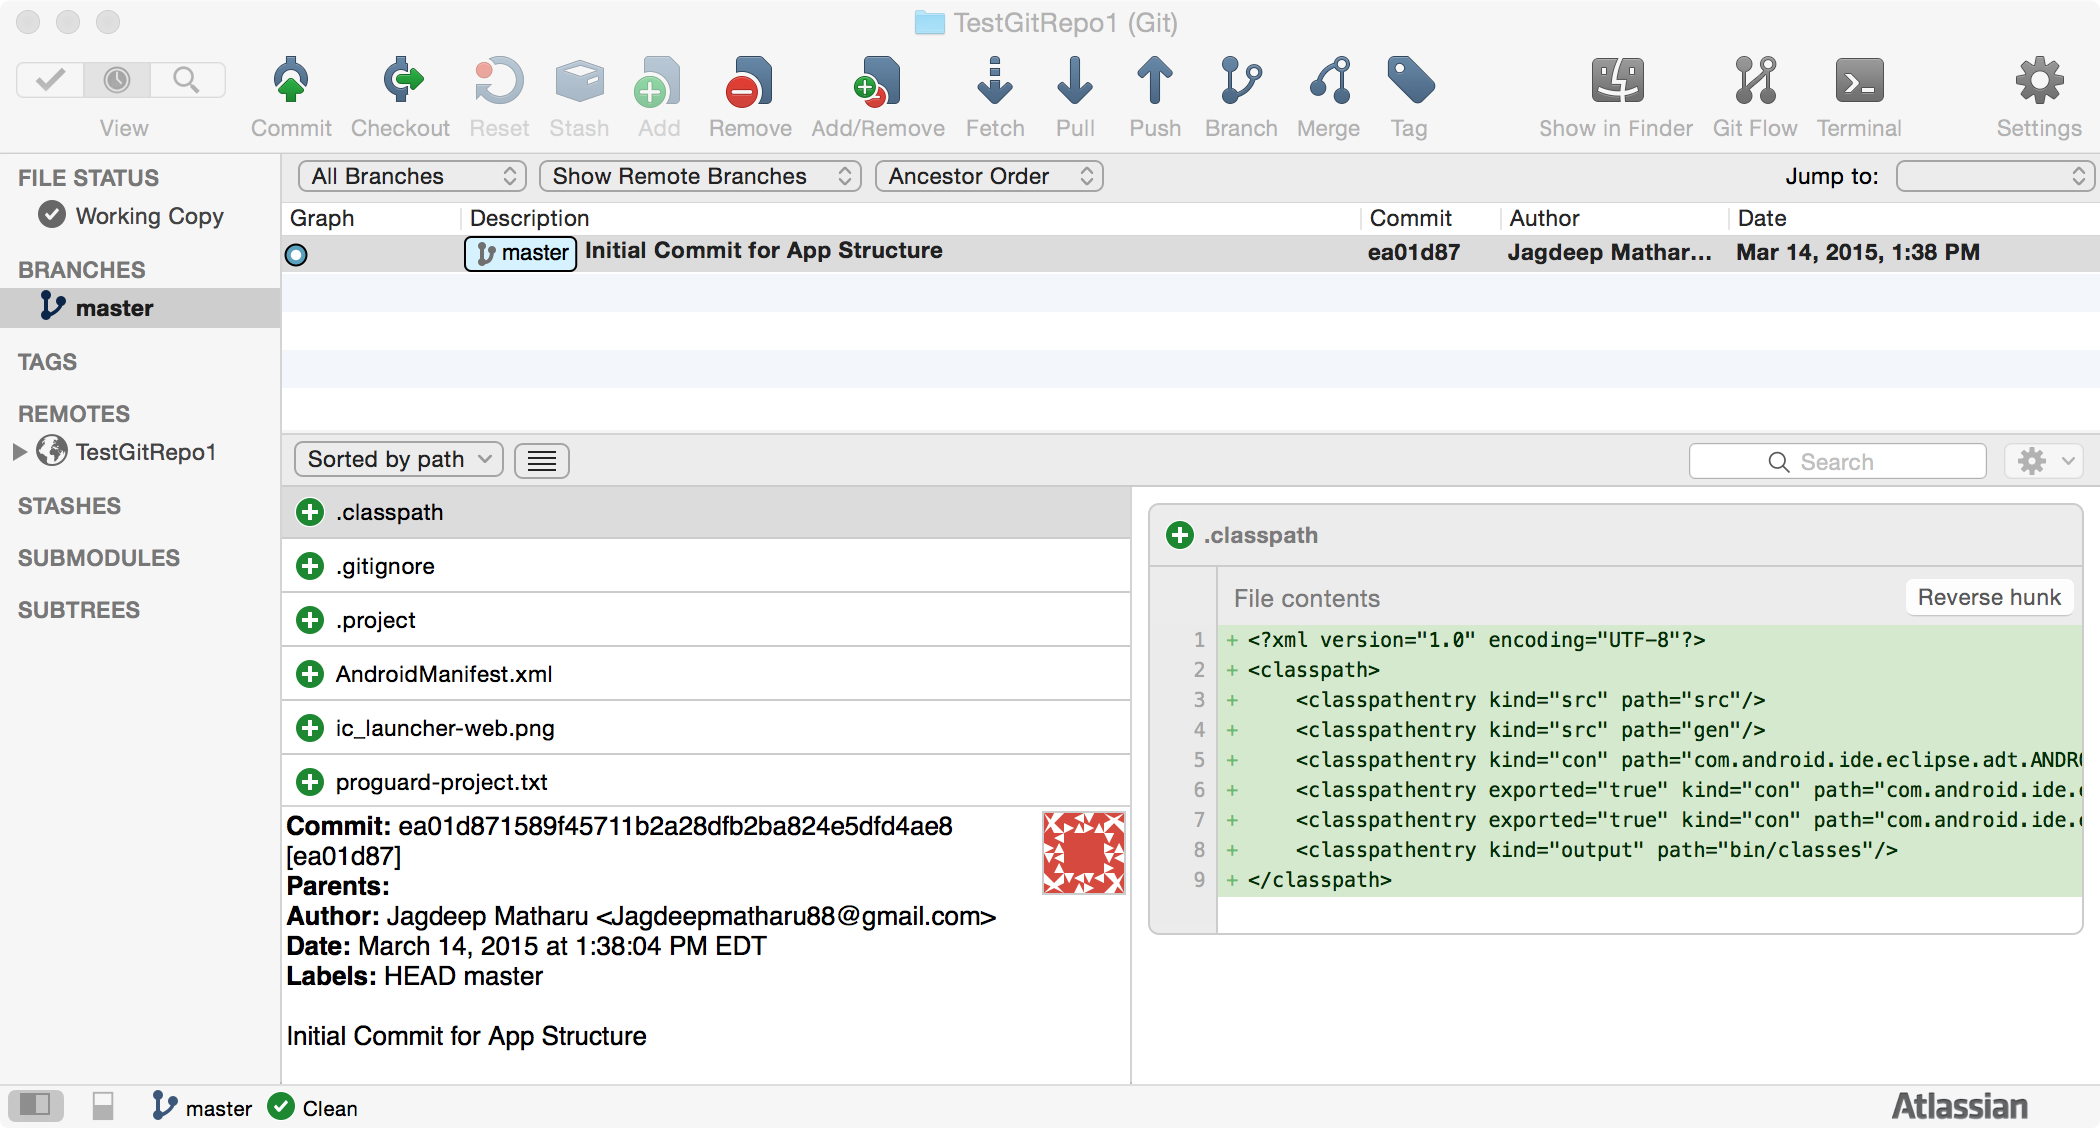 TestGitRepo1 (Git)
View
Commit
Checkout
Reset
Stash
Add
Remove
Add/Remove
Fetch
Pull
Push
Branch
Merge
Tag
Show in Finder
Git Flow
Terminal
Settings
FILE STATUS
Working Copy
BRANCHES
master
TAGS
REMOTES
TestGitRepo1
STASHES
SUBMODULES
SUBTREES
All Branches
Show Remote Branches
Ancestor Order
Jump to:
Graph Description Commit Author Date
master Initial Commit for App Structure ea01d87 Jagdeep Mathar... Mar 14, 2015, 1:38 PM
Sorted by path
Search
.classpath
.gitignore
.project
AndroidManifest.xml
ic_launcher-web.png
proguard-project.txt
Commit: ea01d871589f45711b2a28dfb2ba824e5dfd4ae8
[ea01d87]
Parents:
Author: Jagdeep Matharu <Jagdeepmatharu88@gmail.com>
Date: March 14, 2015 at 1:38:04 PM EDT
Labels: HEAD master
Initial Commit for App Structure
.classpath
File contents
Reverse hunk
1 + <?xml version="1.0" encoding="UTF-8"?>
2 + <classpath>
3 + <classpathentry kind="src" path="src"/>
4 + <classpathentry kind="src" path="gen"/>
5 + <classpathentry kind="con" path="com.android.ide.eclipse.adt.ANDR
6 + <classpathentry exported="true" kind="con" path="com.android.ide.
7 + <classpathentry exported="true" kind="con" path="com.android.ide.
8 + <classpathentry kind="output" path="bin/classes"/>
9 + </classpath>
master
Clean
Atlassian